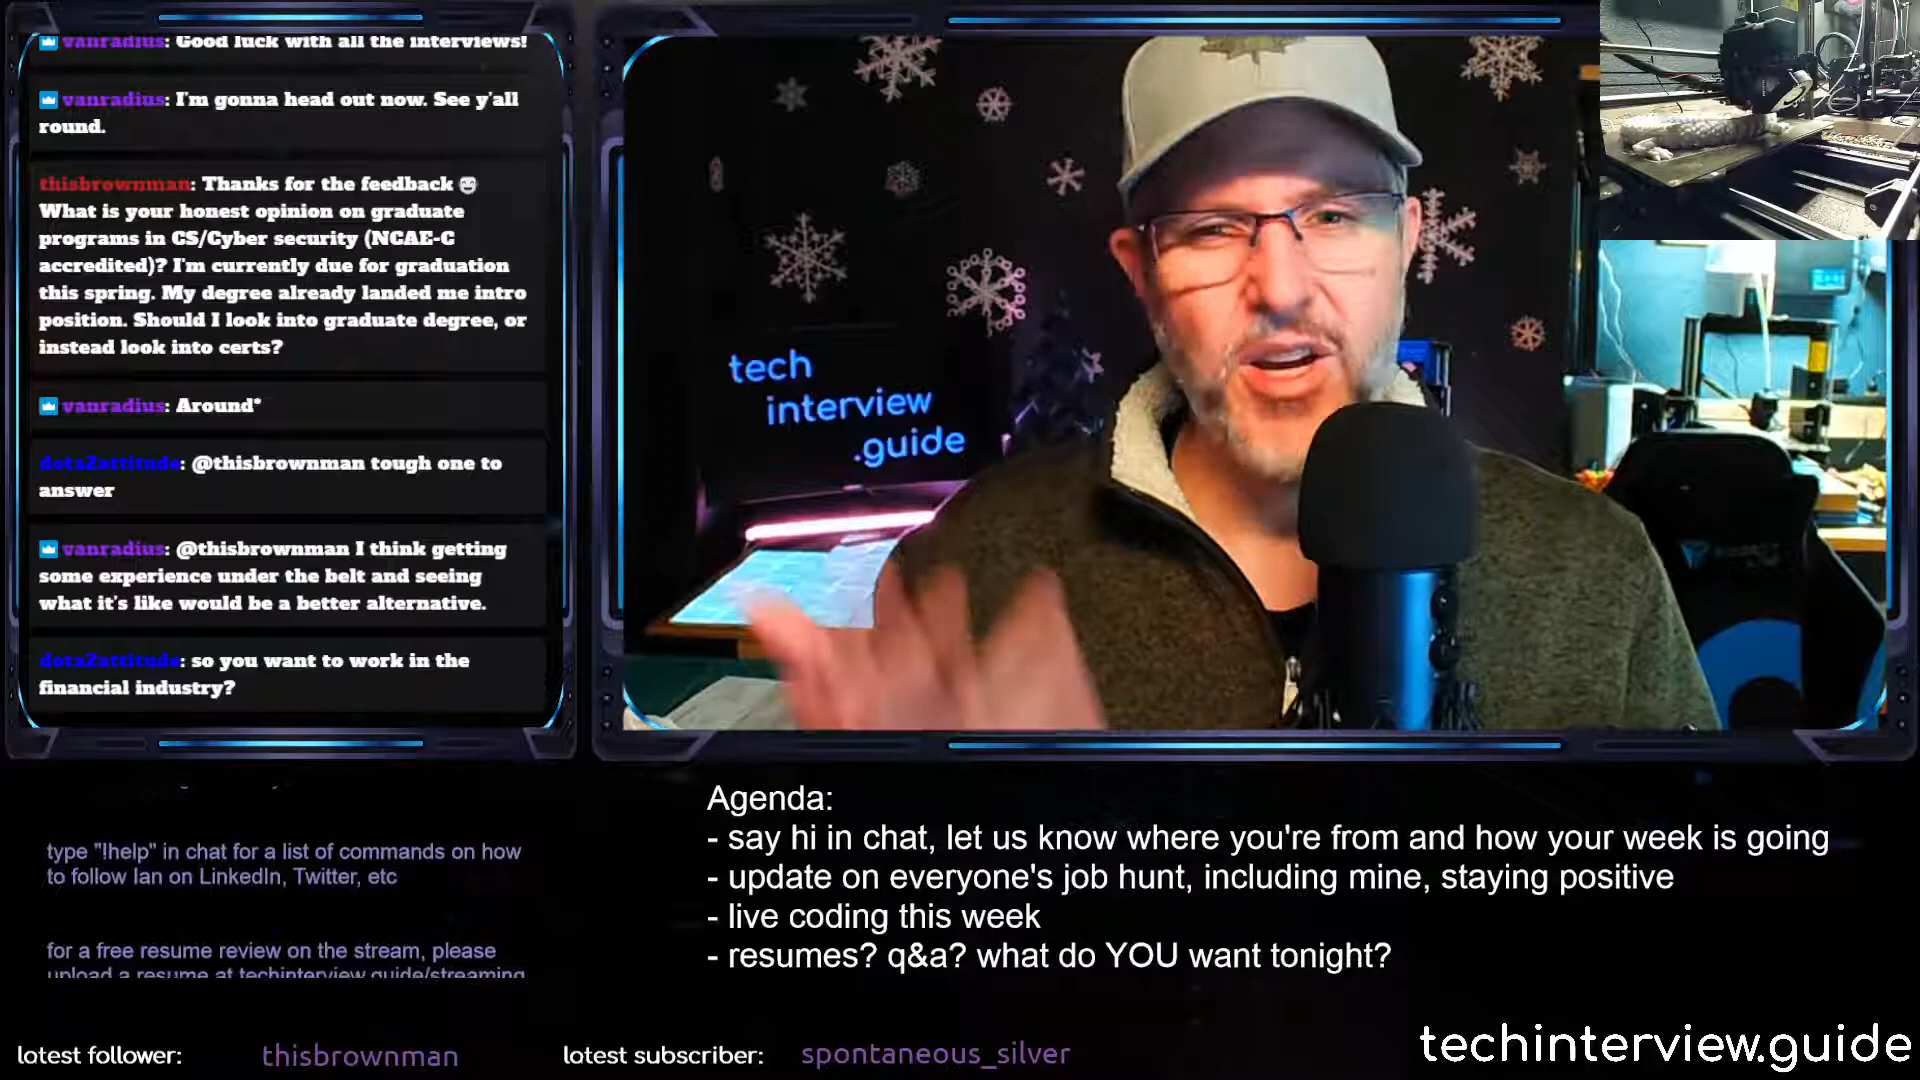 vanradius: Good luck with all the interviews!
vanradius: I'm gonna head out now. See y'all
round.
thisbrownman: Thanks for the feedback
What is your honest opinion on graduate
programs in CS/Cyber security (NCAE-C
accredited)? I'm currently due for graduation
this spring. My degree already landed me intro
position. Should I look into graduate degree, or
instead look into certs?
vanradius: Around*
dota2attitude: @thisbrownman tough one to
answer
vanradius: @thisbrownman I think getting
some experience under the belt and seeing
what it's like would be a better alternative.
dota2attitude: so you want to work in the
financial industry?
tech
interview
.guide
type "!help" in chat for a list of commands on how
to follow Ian on LinkedIn, Twitter, etc
for a free resume review on the stream, please
upload a resume at techinterview.guide/streaming
Agenda:
- say hi in chat, let us know where you're from and how your week is going
- update on everyone's job hunt, including mine, staying positive
- live coding this week
- resumes? q&a? what do YOU want tonight?
latest follower: thisbrownman
latest subscriber: spontaneous_silver
techinterview.guide